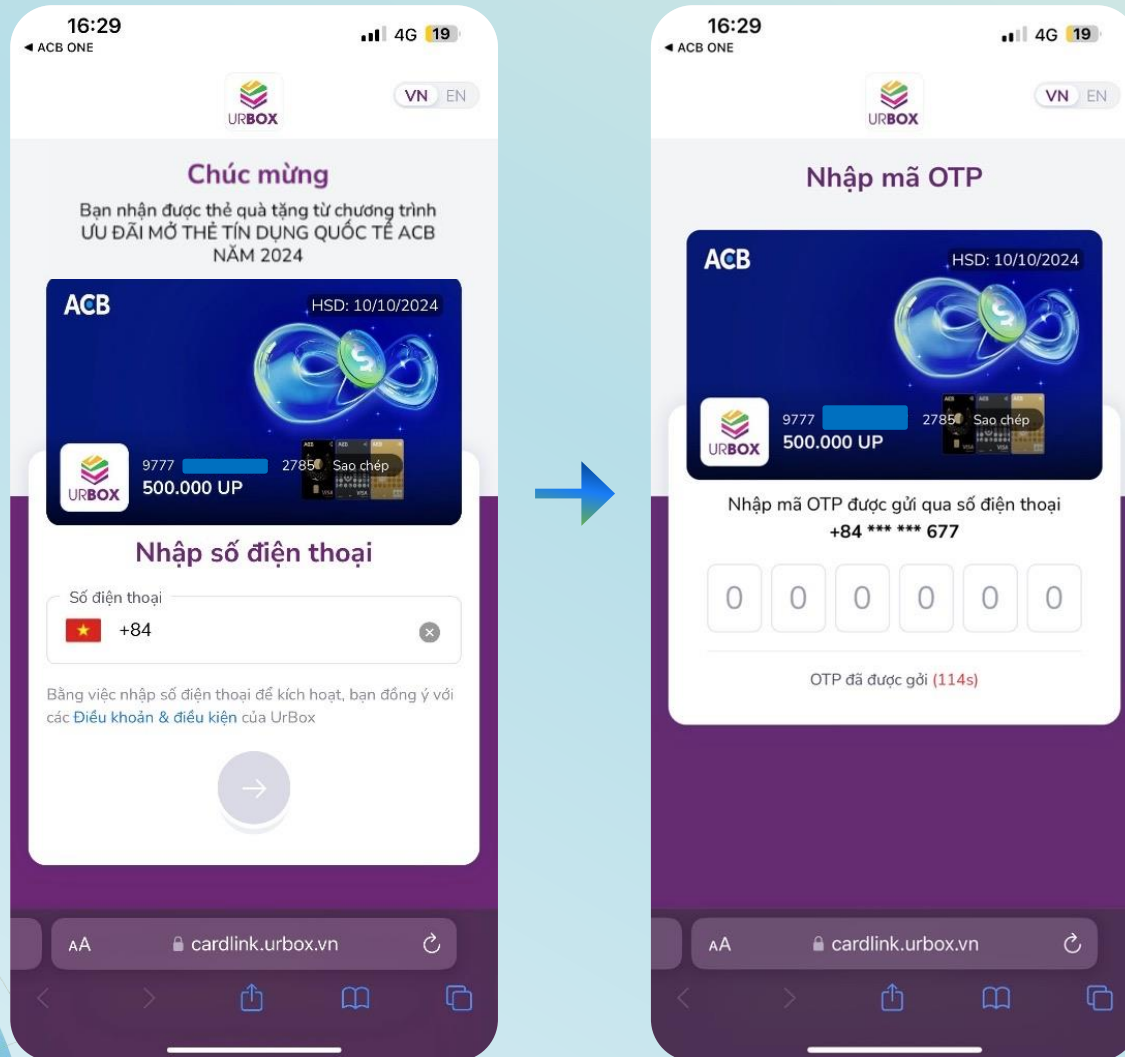 16:29
4G 19
◀ ACB ONE
URBOX
VN EN
Chúc mừng
Bạn nhận được thẻ quà tặng từ chương trình
ƯU ĐÃI MỞ THẺ TÍN DỤNG QUỐC TẾ ACB
NĂM 2024
ACB
HSD: 10/10/2024
URBOX
9777 2785 Sao chép
500.000 UP
Nhập số điện thoại
Số điện thoại
+84
Bằng việc nhập số điện thoại để kích hoạt, bạn đồng ý với
các Điều khoản & điều kiện của UrBox
AA cardlink.urbox.vn
16:29
4G 19
◀ ACB ONE
URBOX
VN EN
Nhập mã OTP
ACB
HSD: 10/10/2024
URBOX
9777 2785 Sao chép
500.000 UP
Nhập mã OTP được gửi qua số điện thoại
+84 *** *** 677
0 0 0 0 0 0
OTP đã được gởi (114s)
AA cardlink.urbox.vn